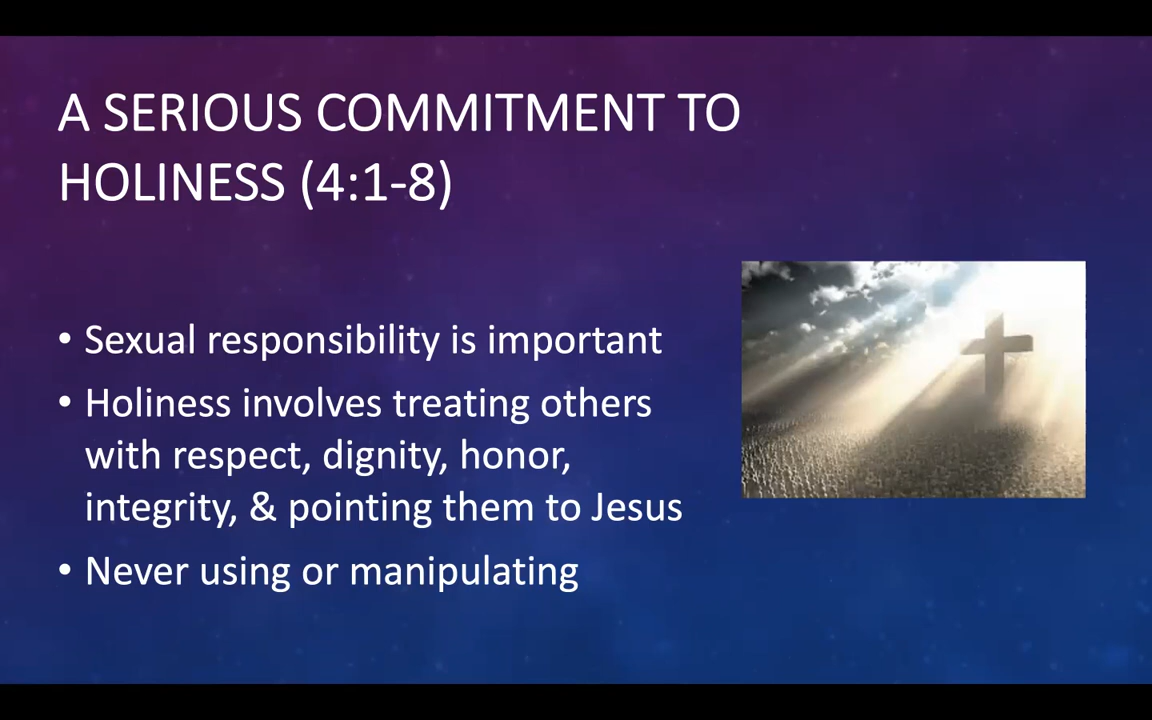 A SERIOUS COMMITMENT TO
HOLINESS (4:1-8)
• Sexual responsibility is important
• Holiness involves treating others
with respect, dignity, honor,
integrity, & pointing them to Jesus
• Never using or manipulating